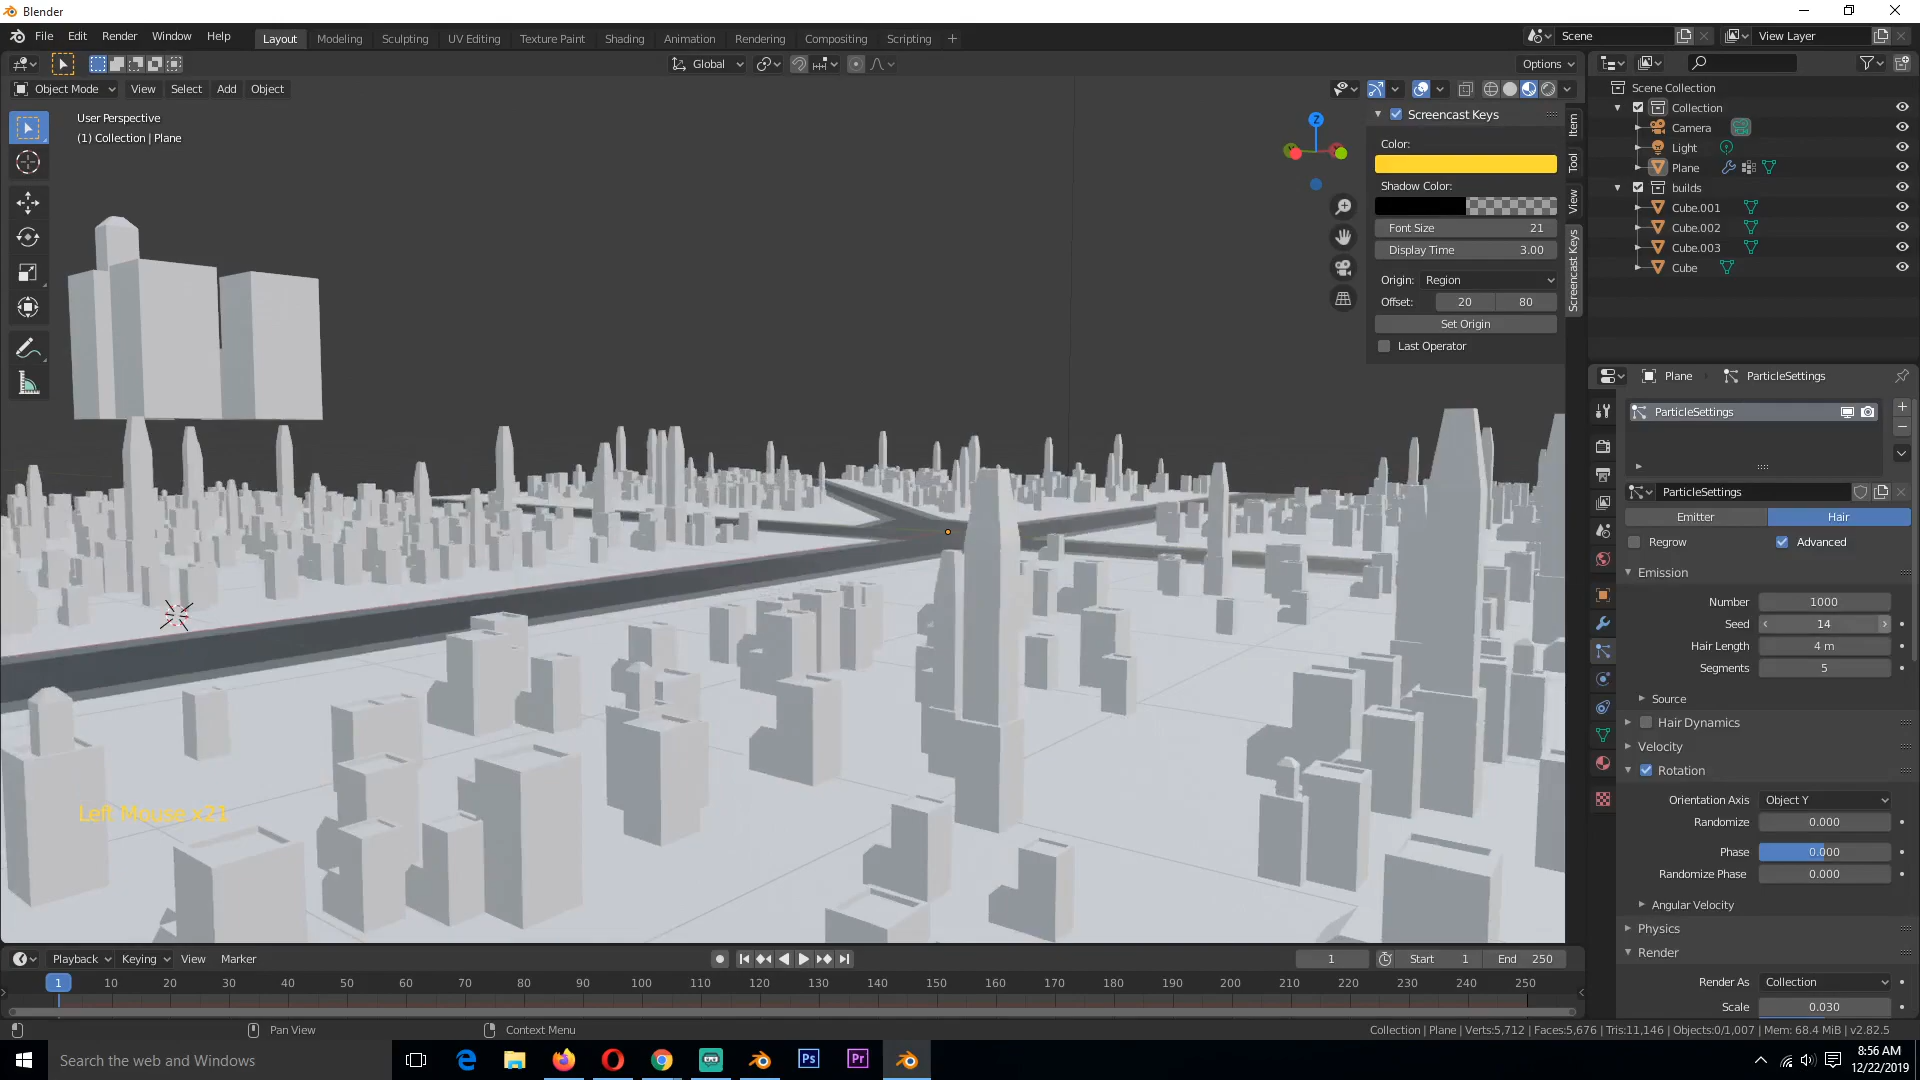 Blender
File Edit Render Window Help
Layout Modeling Sculpting UV Editing Texture Paint Shading Animation Rendering Compositing Scripting +
Scene
View Layer
Global
Options
Object Mode View Select Add Object
User Perspective
(1) Collection | Plane
Z
Screencast Keys
Color:
Shadow Color:
Font Size 21
Display Time 3.00
Origin: Region
Offset: 20 80
Set Origin
Last Operator
Item
Tool
View
Screencast Keys
Scene Collection
Collection
Camera
Light
Plane
builds
Cube.001
Cube.002
Cube.003
Cube
Plane ParticleSettings
ParticleSettings
ParticleSettings
Emitter Hair
Regrow Advanced
Emission
Number 1000
Seed 14
Hair Length 4 m
Segments 5
Source
Hair Dynamics
Velocity
Rotation
Orientation Axis Object Y
Randomize 0.000
Phase 0.000
Randomize Phase 0.000
Angular Velocity
Physics
Render
Render As Collection
Scale 0.030
Left Mouse x21
Playback Keying View Marker
1 Start 1 End 250
1 10 20 30 40 50 60 70 80 90 100 110 120 130 140 150 160 170 180 190 200 210 220 230 240 250
Pan View
Context Menu
Collection | Plane | Verts:5,712 | Faces:5,676 | Tris:11,146 | Objects:0/1,007 | Mem: 68.4 MiB | v2.82.5
Search the web and Windows
Ps
Pr
8:56 AM
12/22/2019